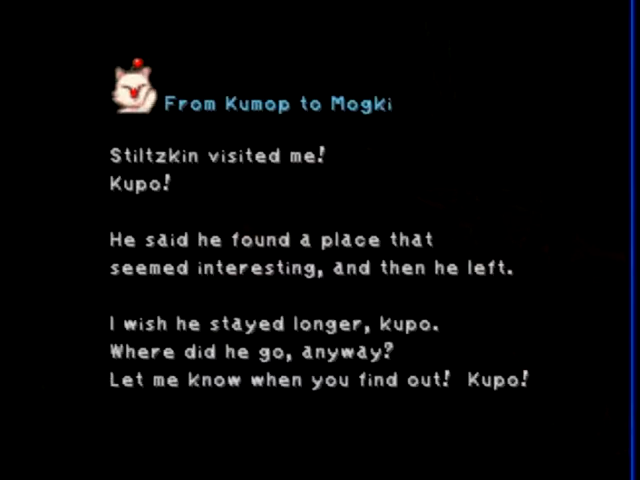 From Kumop to Mogki
Stiltzkin visited me!
Kupo!
He said he found a place that
seemed interesting, and then he left.
I wish he stayed longer, kupo.
Where did he go, anyway?
Let me know when you find out!  Kupo!